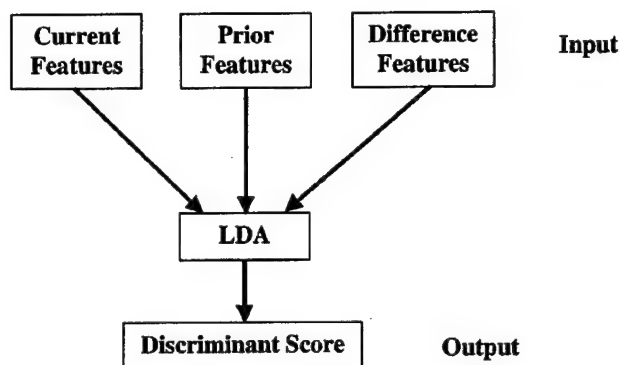 Current
Features
Prior
Features
Difference
Features
Input
LDA
Discriminant Score
Output